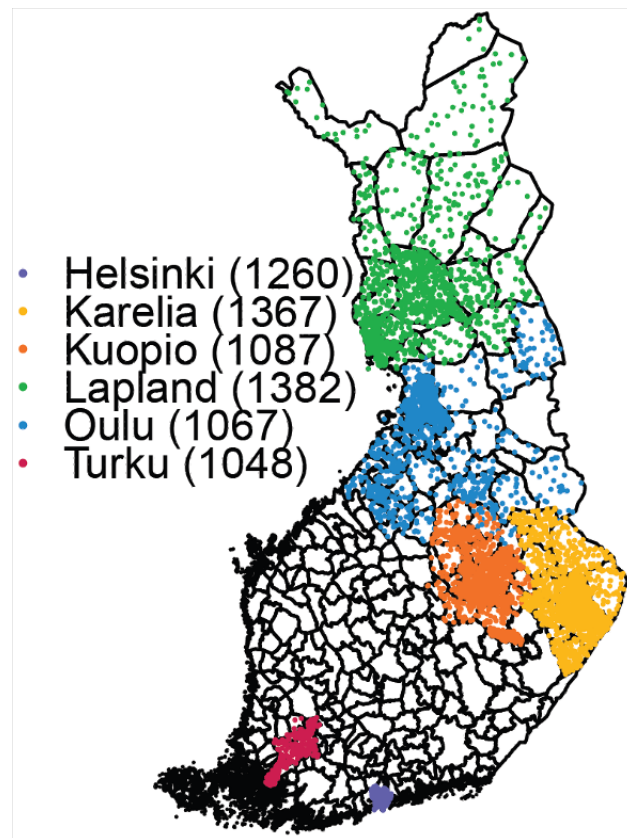 Helsinki (1260)
Karelia (1367)
Kuopio (1087)
Lapland (1382)
Oulu (1067)
Turku (1048)